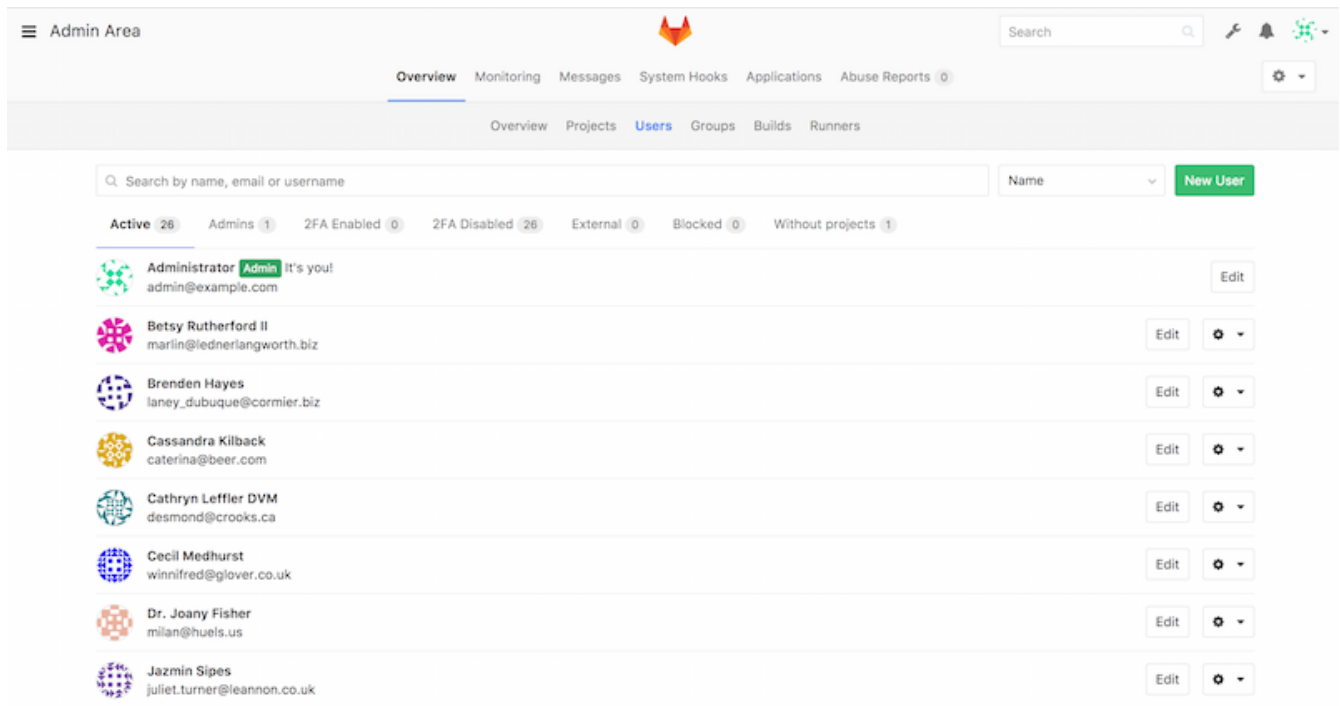 Admin Area
Search
Overview Monitoring Messages System Hooks Applications Abuse Reports 0
Overview Projects Users Groups Builds Runners
Search by name, email or username
Name
New User
Active 26 Admins 1 2FA Enabled 0 2FA Disabled 26 External 0 Blocked 0 Without projects 1
Administrator Admin It's you!
admin@example.com
Edit
Betsy Rutherford II
marlin@lednerlangworth.biz
Edit
Brenden Hayes
laney_dubuque@cormier.biz
Edit
Cassandra Kilback
caterina@beer.com
Edit
Cathryn Leffler DVM
desmond@crooks.ca
Edit
Cecil Medhurst
winnifred@glover.co.uk
Edit
Dr. Joany Fisher
milan@huels.us
Edit
Jazmin Sipes
juliet.turner@leannon.co.uk
Edit